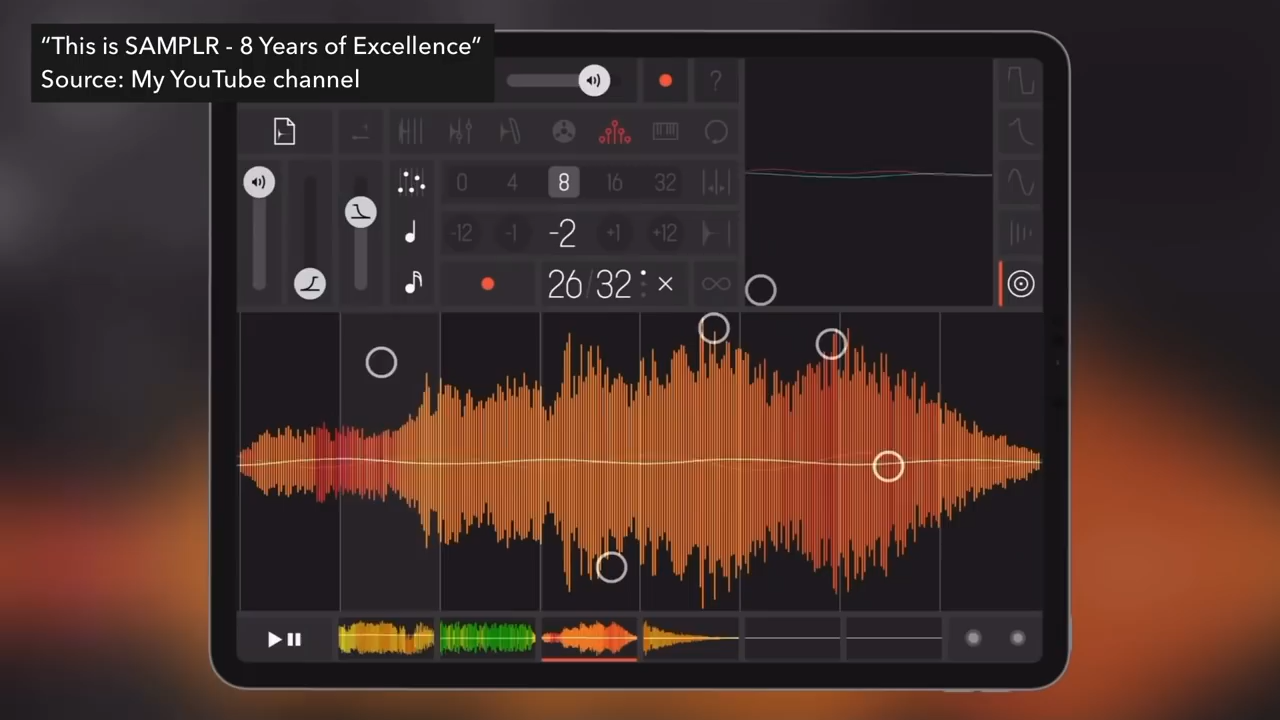 “This is SAMPLR - 8 Years of Excellence”
Source: My YouTube channel
?
0 4 8 16 32
-12 -1 -2 +1 +12
26/32 ×